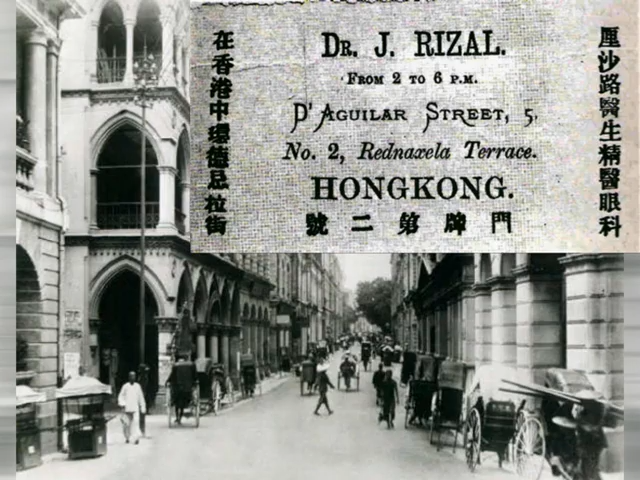 DR. J. RIZAL.
FROM 2 TO 6 P.M.
D'AGUILAR STREET, 5,
No. 2, Rednaxela Terrace.
HONGKONG.
厘沙路醫生精醫眼科
在香港中環德忌拉街
門牌第二號